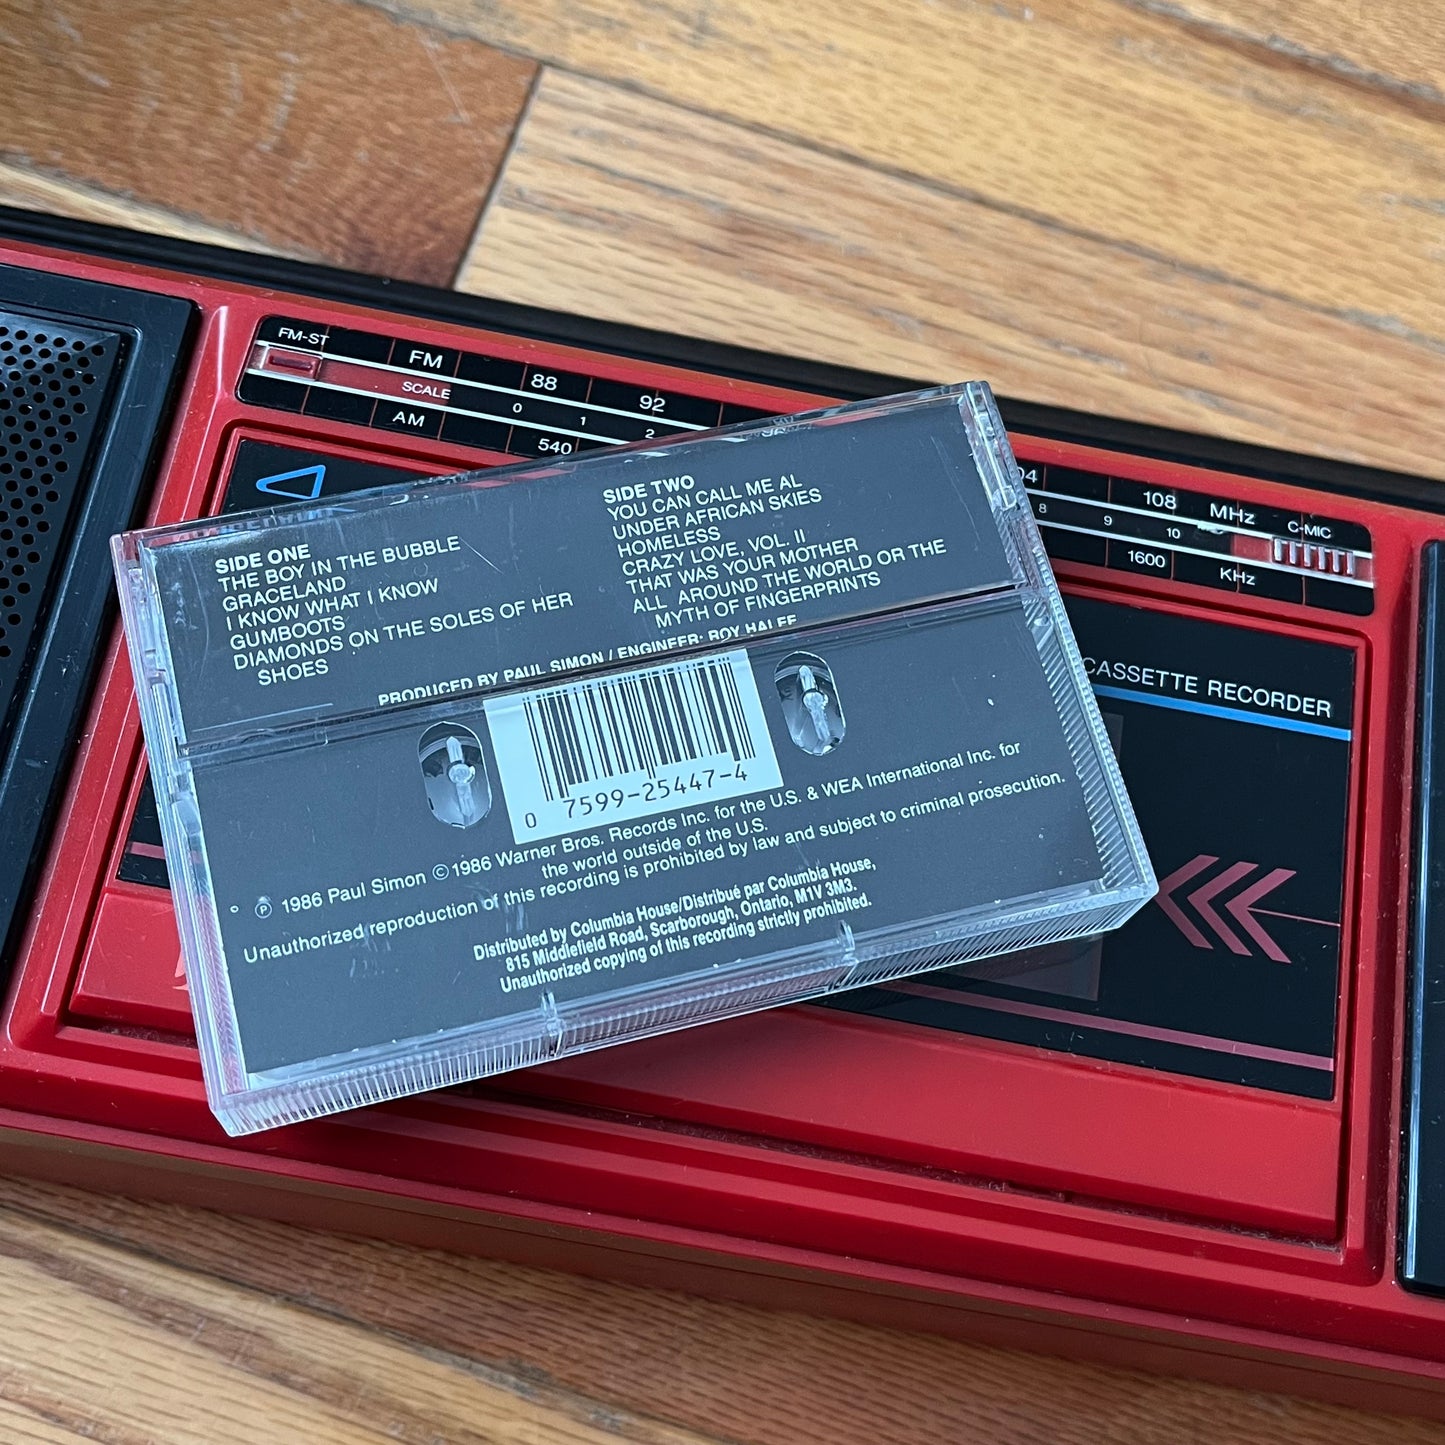 FM-ST
FM 88 92 104 108 MHz C-MIC
SCALE 0 1 2 8 9 10
AM 540 1600 KHz
CASSETTE RECORDER
SIDE ONE
THE BOY IN THE BUBBLE
GRACELAND
I KNOW WHAT I KNOW
GUMBOOTS
DIAMONDS ON THE SOLES OF HER
SHOES
SIDE TWO
YOU CAN CALL ME AL
UNDER AFRICAN SKIES
HOMELESS
CRAZY LOVE, VOL. II
THAT WAS YOUR MOTHER
ALL AROUND THE WORLD OR THE
MYTH OF FINGERPRINTS
PRODUCED BY PAUL SIMON / ENGINEER: ROY HALEE
0 7599-25447-4
Ⓟ 1986 Paul Simon © 1986 Warner Bros. Records Inc. for the U.S. & WEA International Inc. for
the world outside of the U.S.
Unauthorized reproduction of this recording is prohibited by law and subject to criminal prosecution.
Distributed by Columbia House/Distribué par Columbia House,
815 Middlefield Road, Scarborough, Ontario, M1V 3M3.
Unauthorized copying of this recording strictly prohibited.